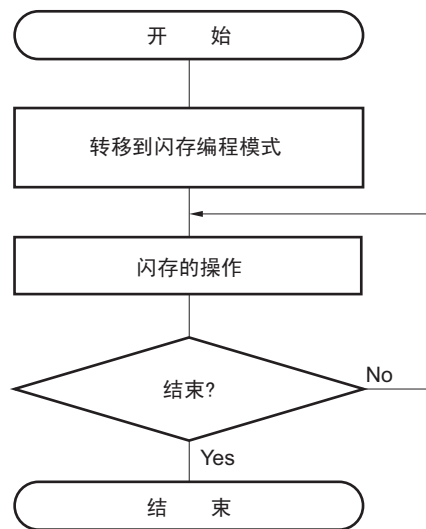 开 始
转移到闪存编程模式
闪存的操作
结束?
No
Yes
结 束